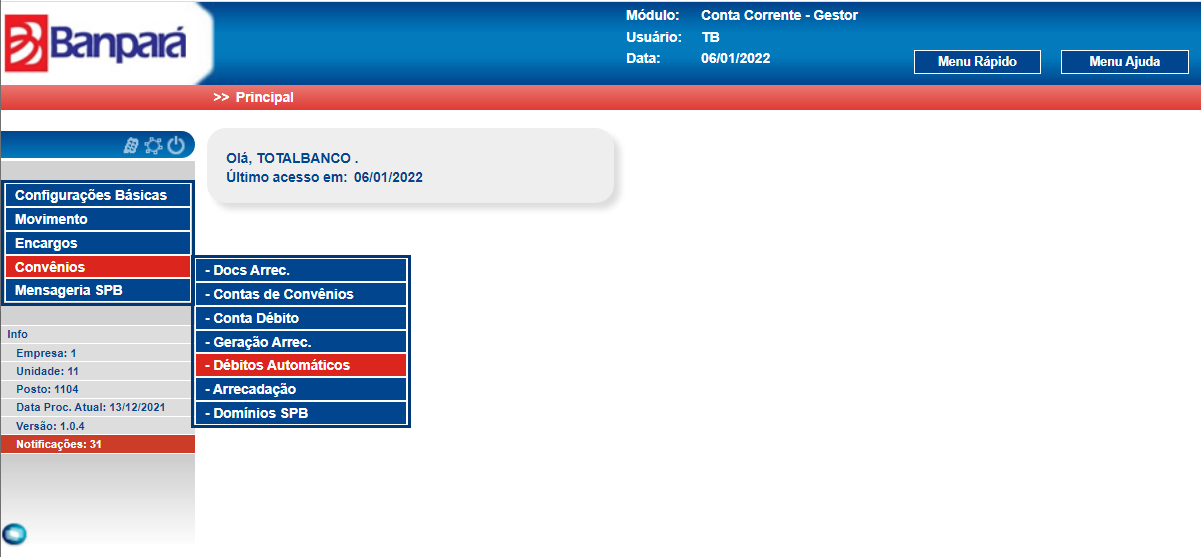 Banpará
Módulo: Conta Corrente - Gestor
Usuário: TB
Data: 06/01/2022
Menu Rápido
Menu Ajuda
>> Principal
Olá, TOTALBANCO .
Último acesso em: 06/01/2022
Configurações Básicas
Movimento
Encargos
Convênios
Mensageria SPB
- Docs Arrec.
- Contas de Convênios
- Conta Débito
- Geração Arrec.
- Débitos Automáticos
- Arrecadação
- Domínios SPB
Info
Empresa: 1
Unidade: 11
Posto: 1104
Data Proc. Atual: 13/12/2021
Versão: 1.0.4
Notificações: 31